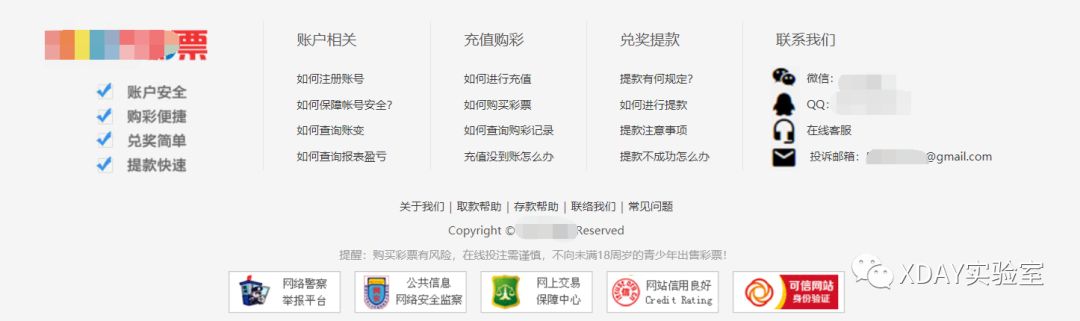 票
账户安全
购彩便捷
兑奖简单
提款快速
账户相关
如何注册账号
如何保障帐号安全?
如何查询账变
如何查询报表盈亏
充值购彩
如何进行充值
如何购买彩票
如何查询购彩记录
充值没到账怎么办
兑奖提款
提款有何规定?
如何进行提款
提款注意事项
提款不成功怎么办
联系我们
微信:
QQ:
在线客服
投诉邮箱: @gmail.com
关于我们 | 取款帮助 | 存款帮助 | 联络我们 | 常见问题
Copyright © Reserved
提醒：购买彩票有风险，在线投注需谨慎，不向未满18周岁的青少年出售彩票！
网络警察
举报平台
公共信息
网络安全监察
网上交易
保障中心
网站信用良好
Credit Rating
可信网站
身份验证
XDAY实验室